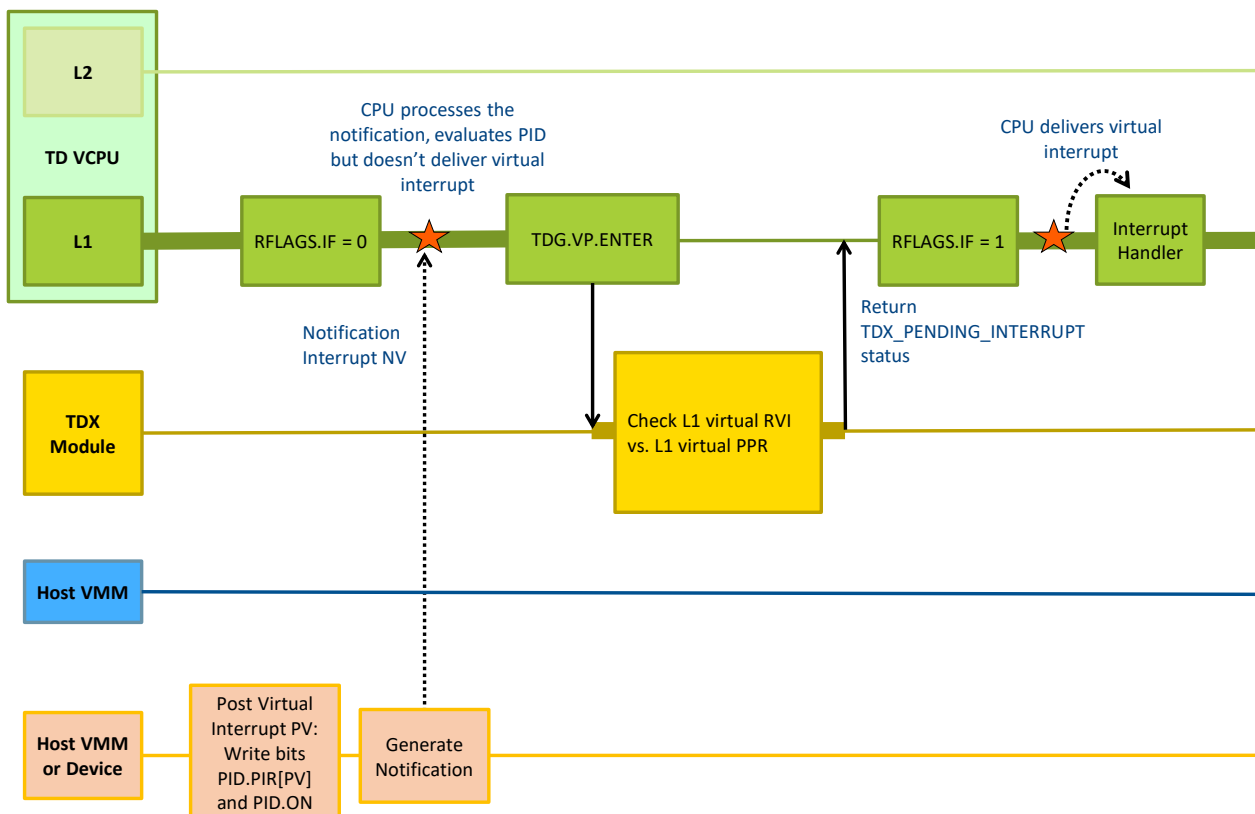 L2
TD VCPU
L1
CPU processes the
notification, evaluates PID
but doesn't deliver virtual
interrupt
CPU delivers virtual
interrupt
RFLAGS.IF = 0
TDG.VP.ENTER
RFLAGS.IF = 1
Interrupt
Handler
Notification
Interrupt NV
Return
TDX_PENDING_INTERRUPT
status
TDX
Module
Check L1 virtual RVI
vs. L1 virtual PPR
Host VMM
Host VMM
or Device
Post Virtual
Interrupt PV:
Write bits
PID.PIR[PV]
and PID.ON
Generate
Notification